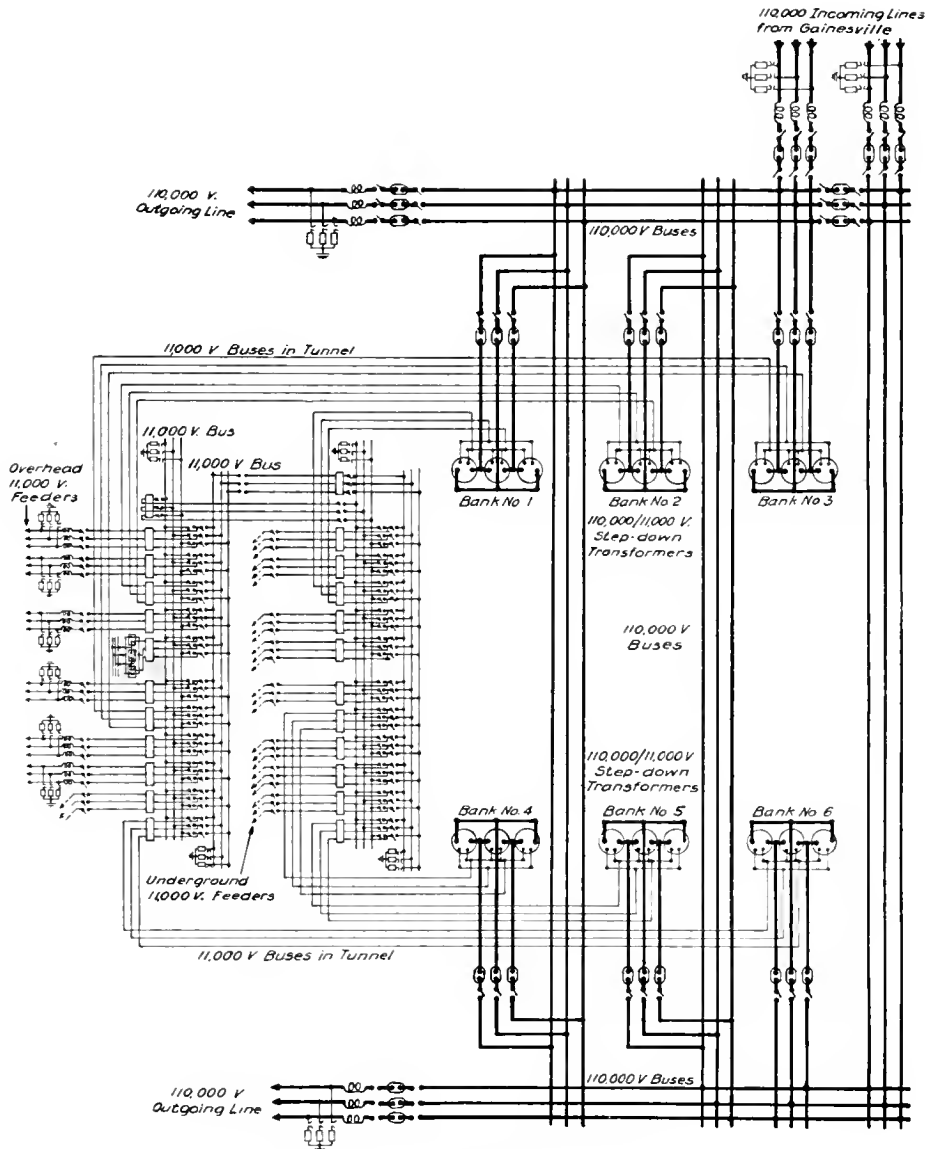 110,000 Incoming Lines
from Gainesville
110,000 V.
Outgoing Line
110,000 V Buses
11,000 V Buses in Tunnel
11,000 V. Bus
11,000 V Bus
Overhead
11,000 V.
Feeders
Bank No 1
Bank No 2
Bank No 3
110,000/11,000 V.
Step-down
Transformers
110,000 V
Buses
110,000/11,000 V
Step-down
Transformers
Bank No. 4
Bank No 5
Bank No. 6
Underground
11,000 V. Feeders
11,000 V Buses in Tunnel
110,000 V
Outgoing Line
110,000 V Buses